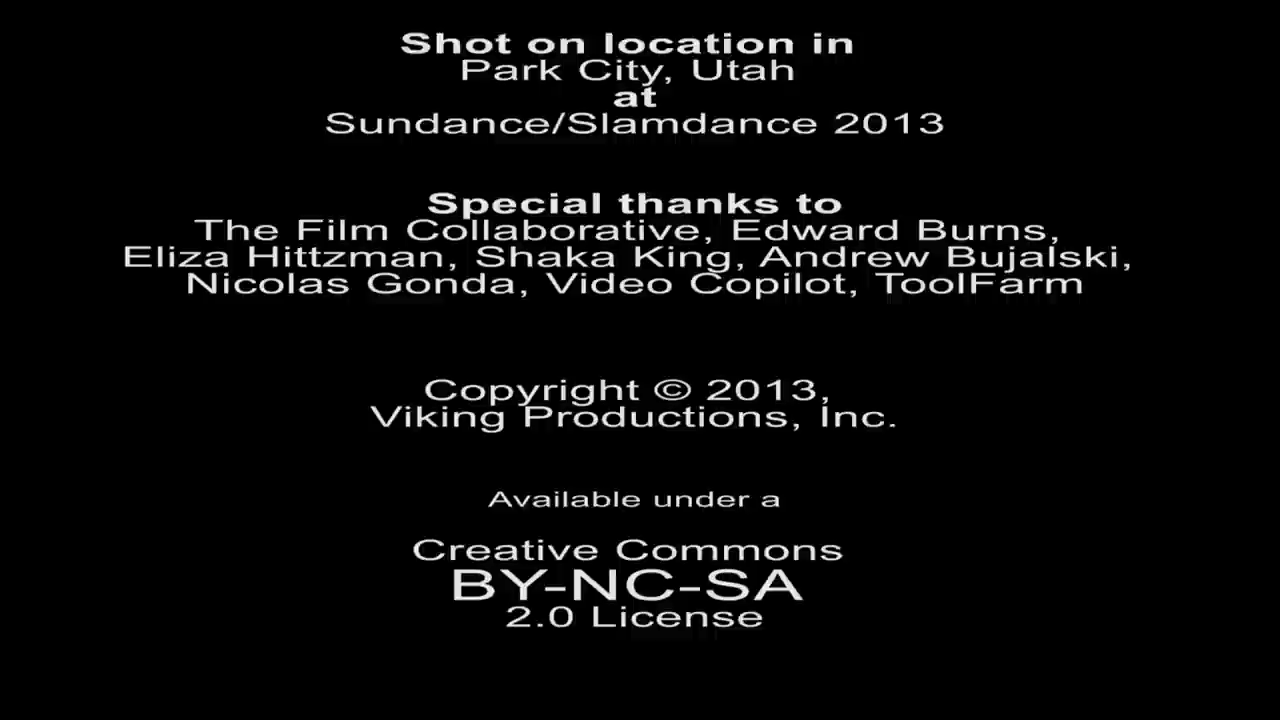 Shot on location in
Park City, Utah
at
Sundance/Slamdance 2013
Special thanks to
The Film Collaborative, Edward Burns,
Eliza Hittzman, Shaka King, Andrew Bujalski,
Nicolas Gonda, Video Copilot, ToolFarm
Copyright © 2013,
Viking Productions, Inc.
Available under a
Creative Commons
BY-NC-SA
2.0 License